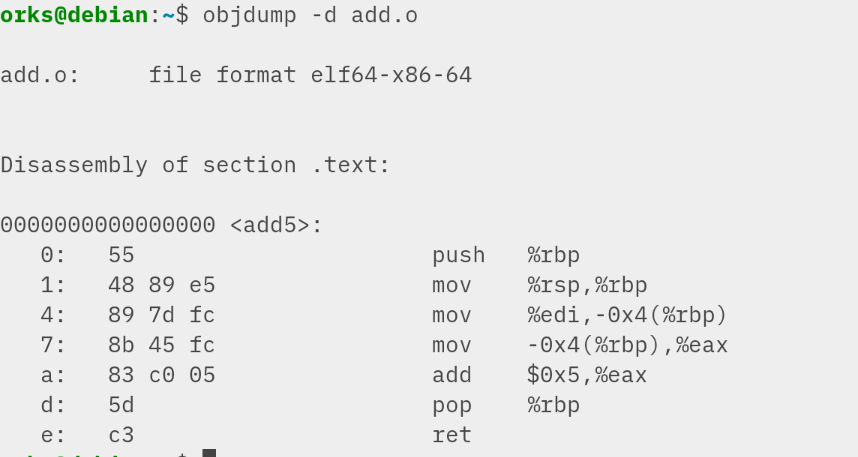 orks@debian:~$ objdump -d add.o
add.o:     file format elf64-x86-64
Disassembly of section .text:
0000000000000000 <add5>:
   0:   55                      push   %rbp
   1:   48 89 e5                mov    %rsp,%rbp
   4:   89 7d fc                mov    %edi,-0x4(%rbp)
   7:   8b 45 fc                mov    -0x4(%rbp),%eax
   a:   83 c0 05                add    $0x5,%eax
   d:   5d                      pop    %rbp
   e:   c3                      ret